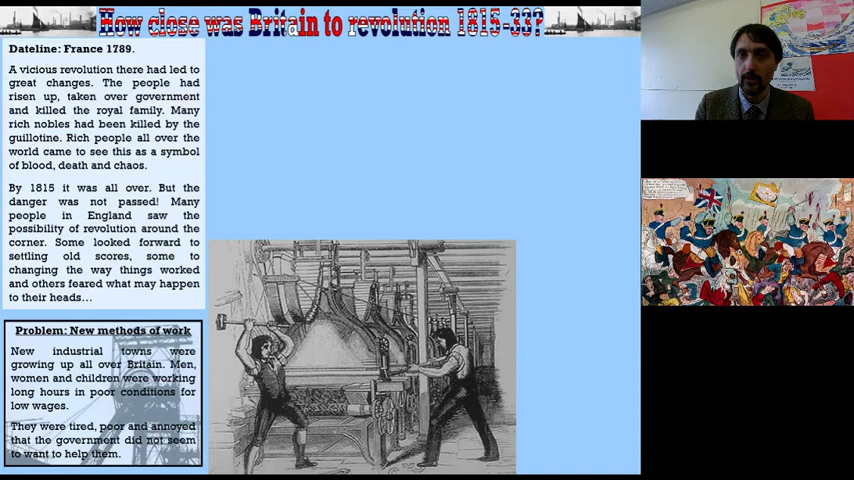 How close was Britain to revolution 1815-33?
Dateline: France 1789.
A vicious revolution there had led to
great changes. The people had
risen up, taken over government
and killed the royal family. Many
rich nobles had been killed by the
guillotine. Rich people all over the
world came to see this as a symbol
of blood, death and chaos.
By 1815 it was all over. But the
danger was not passed! Many
people in England saw the
possibility of revolution around the
corner. Some looked forward to
settling old scores, some to
changing the way things worked
and others feared what may happen
to their heads…
Problem: New methods of work
New industrial towns were
growing up all over Britain. Men,
women and children were working
long hours in poor conditions for
low wages.
They were tired, poor and annoyed
that the government did not seem
to want to help them.